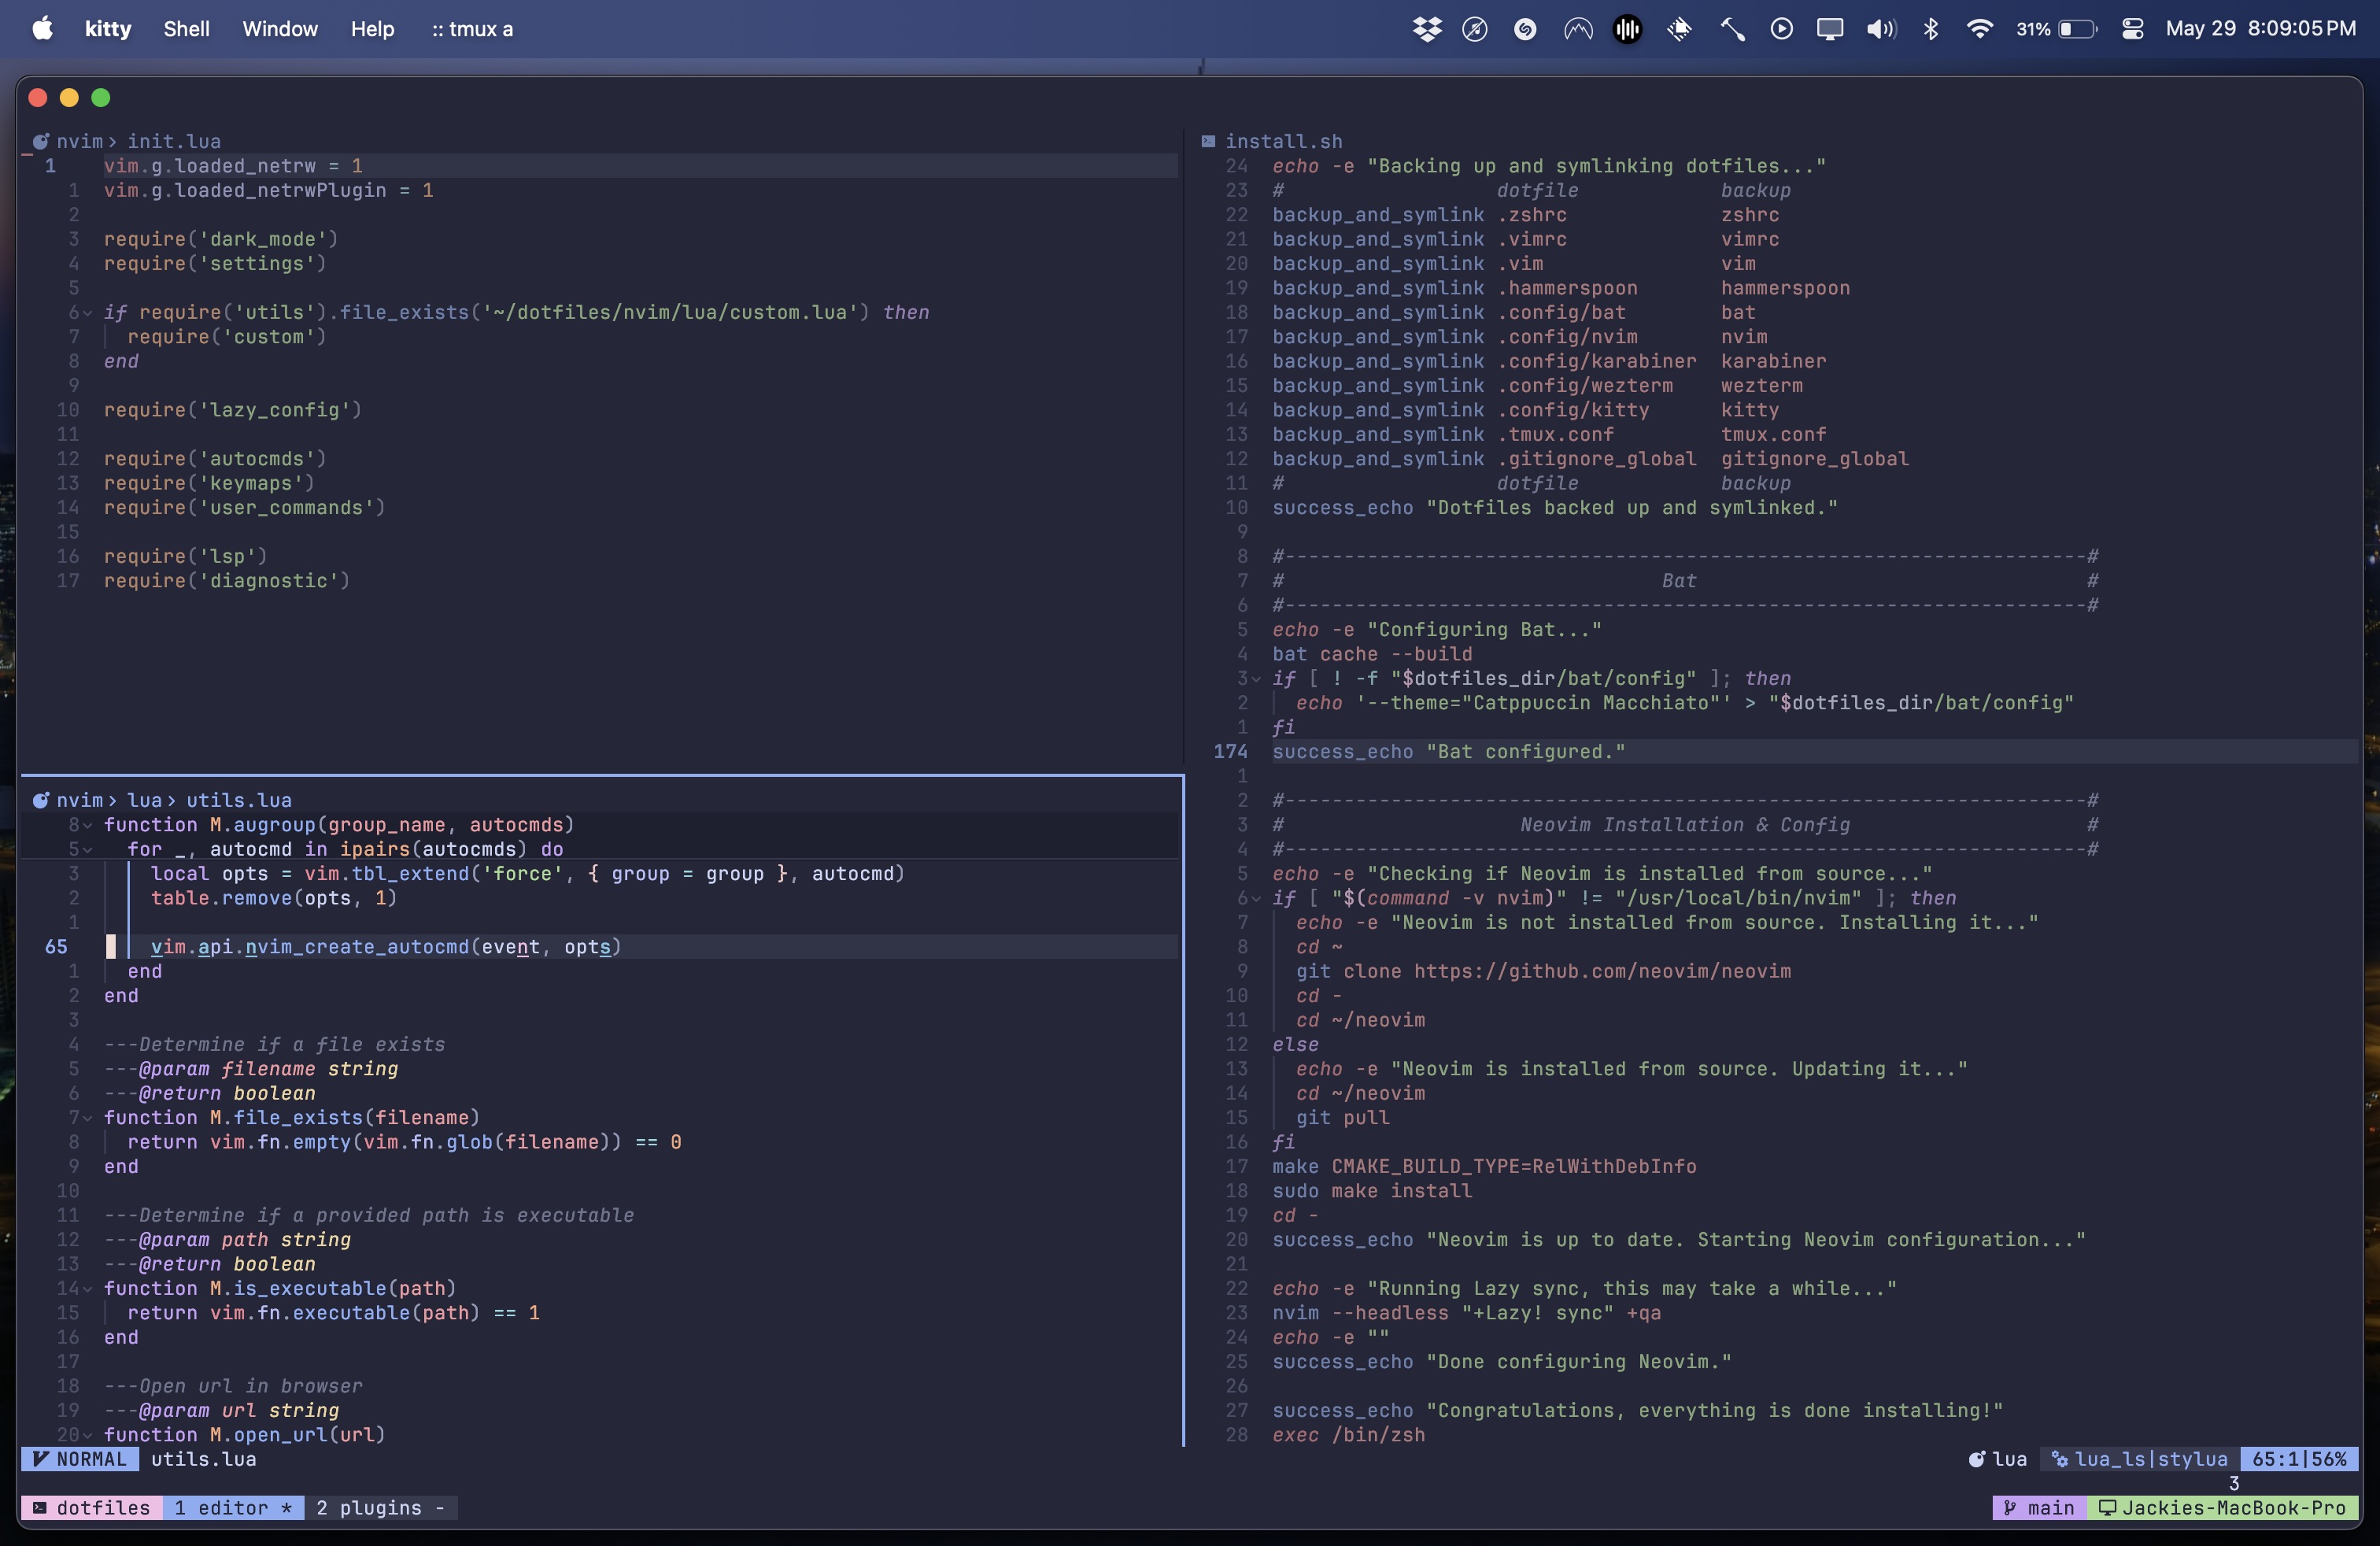 kitty Shell Window Help :: tmux a 31% May 29 8:09:05 PM
nvim> init.lua
1 vim.g.loaded_netrw = 1
1 vim.g.loaded_netrwPlugin = 1
2
3 require('dark_mode')
4 require('settings')
5
6 if require('utils').file_exists('~/dotfiles/nvim/lua/custom.lua') then
7 require('custom')
8 end
9
10 require('lazy_config')
11
12 require('autocmds')
13 require('keymaps')
14 require('user_commands')
15
16 require('lsp')
17 require('diagnostic')
nvim> lua> utils.lua
8 function M.augroup(group_name, autocmds)
5 for _, autocmd in ipairs(autocmds) do
3 local opts = vim.tbl_extend('force', { group = group }, autocmd)
2 table.remove(opts, 1)
1
65 vim.api.nvim_create_autocmd(event, opts)
1 end
2 end
3
4 ---Determine if a file exists
5 ---@param filename string
6 ---@return boolean
7 function M.file_exists(filename)
8 return vim.fn.empty(vim.fn.glob(filename)) == 0
9 end
10
11 ---Determine if a provided path is executable
12 ---@param path string
13 ---@return boolean
14 function M.is_executable(path)
15 return vim.fn.executable(path) == 1
16 end
17
18 ---Open url in browser
19 ---@param url string
20 function M.open_url(url)
install.sh
24 echo -e "Backing up and symlinking dotfiles..."
23 # dotfile backup
22 backup_and_symlink .zshrc zshrc
21 backup_and_symlink .vimrc vimrc
20 backup_and_symlink .vim vim
19 backup_and_symlink .hammerspoon hammerspoon
18 backup_and_symlink .config/bat bat
17 backup_and_symlink .config/nvim nvim
16 backup_and_symlink .config/karabiner karabiner
15 backup_and_symlink .config/wezterm wezterm
14 backup_and_symlink .config/kitty kitty
13 backup_and_symlink .tmux.conf tmux.conf
12 backup_and_symlink .gitignore_global gitignore_global
11 # dotfile backup
10 success_echo "Dotfiles backed up and symlinked."
9
8 #--------------------------------------------------------------------#
7 # Bat #
6 #--------------------------------------------------------------------#
5 echo -e "Configuring Bat..."
4 bat cache --build
3 if [ ! -f "$dotfiles_dir/bat/config" ]; then
2 echo '--theme="Catppuccin Macchiato"' > "$dotfiles_dir/bat/config"
1 fi
174 success_echo "Bat configured."
1
2 #--------------------------------------------------------------------#
3 # Neovim Installation & Config #
4 #--------------------------------------------------------------------#
5 echo -e "Checking if Neovim is installed from source..."
6 if [ "$(command -v nvim)" != "/usr/local/bin/nvim" ]; then
7 echo -e "Neovim is not installed from source. Installing it..."
8 cd ~
9 git clone https://github.com/neovim/neovim
10 cd -
11 cd ~/neovim
12 else
13 echo -e "Neovim is installed from source. Updating it..."
14 cd ~/neovim
15 git pull
16 fi
17 make CMAKE_BUILD_TYPE=RelWithDebInfo
18 sudo make install
19 cd -
20 success_echo "Neovim is up to date. Starting Neovim configuration..."
21
22 echo -e "Running Lazy sync, this may take a while..."
23 nvim --headless "+Lazy! sync" +qa
24 echo -e ""
25 success_echo "Done configuring Neovim."
26
27 success_echo "Congratulations, everything is done installing!"
28 exec /bin/zsh
NORMAL utils.lua lua lua_ls|stylua 65:1|56%
3
dotfiles 1 editor * 2 plugins - main Jackies-MacBook-Pro